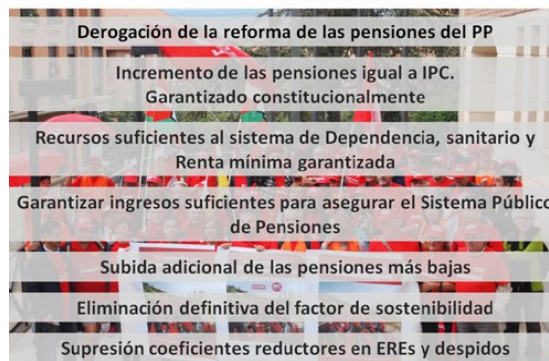 Derogación de la reforma de las pensiones del PP
Incremento de las pensiones igual a IPC.
Garantizado constitucionalmente
Recursos suficientes al sistema de Dependencia, sanitario y
Renta mínima garantizada
Garantizar ingresos suficientes para asegurar el Sistema Público
de Pensiones
Subida adicional de las pensiones más bajas
Eliminación definitiva del factor de sostenibilidad
Supresión coeficientes reductores en EREs y despidos